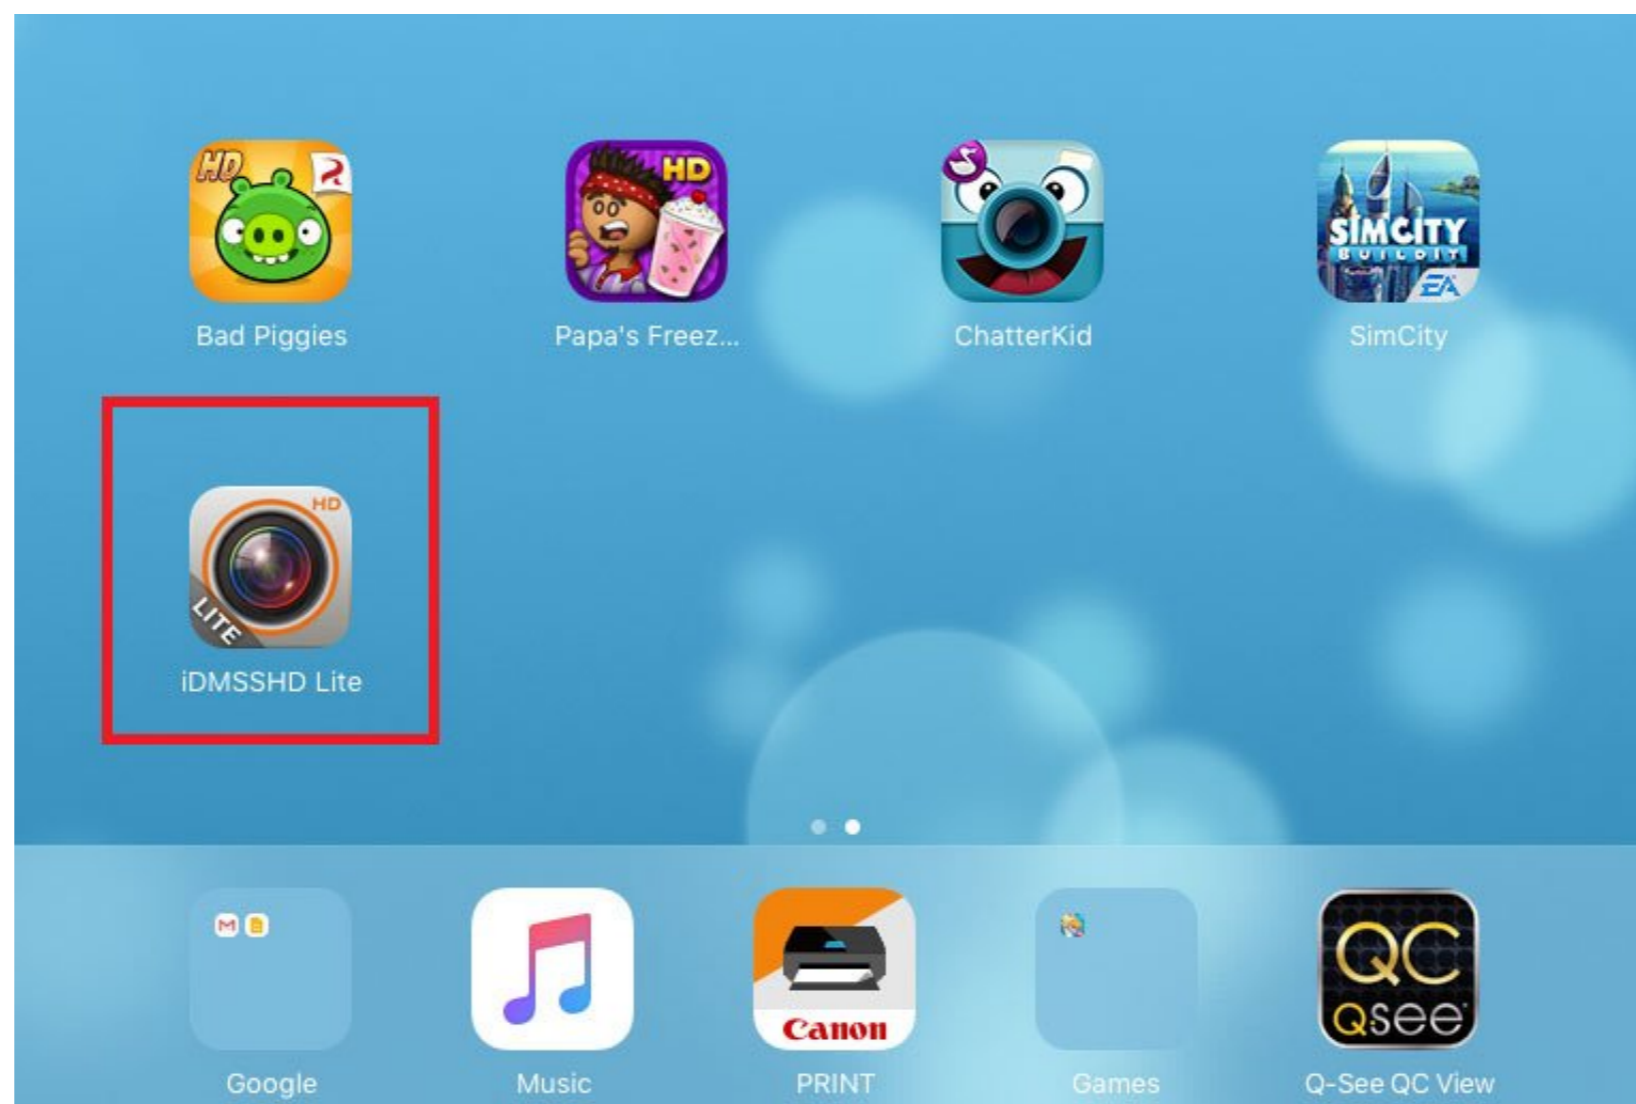 HD
HD
SIMCITY
BUILDIT
EA
Bad Piggies
Papa's Freez...
ChatterKid
SimCity
HD
LITE
iDMSSHD Lite
QC
Q-see
Canon
Google
Music
PRINT
Games
Q-See QC View